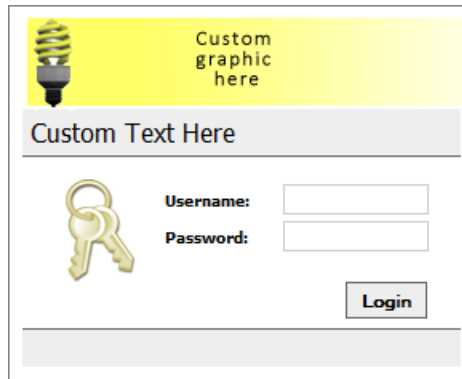 Custom
graphic
here
Custom Text Here
Username:
Password:
Login